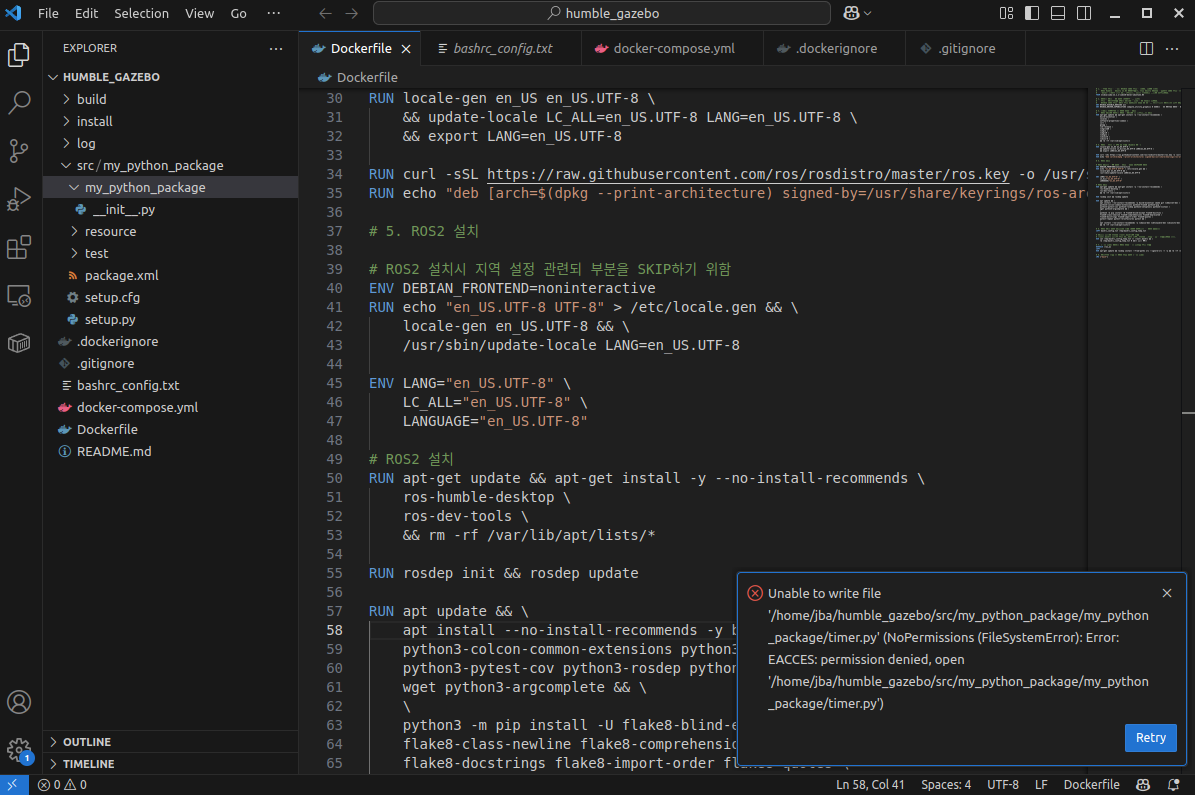 File Edit Selection View Go ···
humble_gazebo
EXPLORER ···
HUMBLE_GAZEBO
build
install
log
src / my_python_package
my_python_package
__init__.py
resource
test
package.xml
setup.cfg
setup.py
.dockerignore
.gitignore
bashrc_config.txt
docker-compose.yml
Dockerfile
README.md
OUTLINE
TIMELINE
Dockerfile bashrc_config.txt docker-compose.yml .dockerignore .gitignore
Dockerfile
30 RUN locale-gen en_US en_US.UTF-8 \
31 && update-locale LC_ALL=en_US.UTF-8 LANG=en_US.UTF-8 \
32 && export LANG=en_US.UTF-8
33
34 RUN curl -sSL https://raw.githubusercontent.com/ros/rosdistro/master/ros.key -o /usr/s
35 RUN echo "deb [arch=$(dpkg --print-architecture) signed-by=/usr/share/keyrings/ros-ar
36
37 # 5. ROS2 설치
38
39 # ROS2 설치시 지역 설정 관련되 부분을 SKIP하기 위함
40 ENV DEBIAN_FRONTEND=noninteractive
41 RUN echo "en_US.UTF-8 UTF-8" > /etc/locale.gen && \
42 locale-gen en_US.UTF-8 && \
43 /usr/sbin/update-locale LANG=en_US.UTF-8
44
45 ENV LANG="en_US.UTF-8" \
46 LC_ALL="en_US.UTF-8" \
47 LANGUAGE="en_US.UTF-8"
48
49 # ROS2 설치
50 RUN apt-get update && apt-get install -y --no-install-recommends \
51 ros-humble-desktop \
52 ros-dev-tools \
53 && rm -rf /var/lib/apt/lists/*
54
55 RUN rosdep init && rosdep update
56
57 RUN apt update && \
58 apt install --no-install-recommends -y b
59 python3-colcon-common-extensions python3
60 python3-pytest-cov python3-rosdep python
61 wget python3-argcomplete && \
62 \
63 python3 -m pip install -U flake8-blind-e
64 flake8-class-newline flake8-comprehensio
65 flake8-docstrings flake8-import-order flake8-quotes \
Unable to write file
'/home/jba/humble_gazebo/src/my_python_package/my_python
_package/timer.py' (NoPermissions (FileSystemError): Error:
EACCES: permission denied, open
'/home/jba/humble_gazebo/src/my_python_package/my_python
_package/timer.py')
Retry
1
0 0 Ln 58, Col 41 Spaces: 4 UTF-8 LF Dockerfile